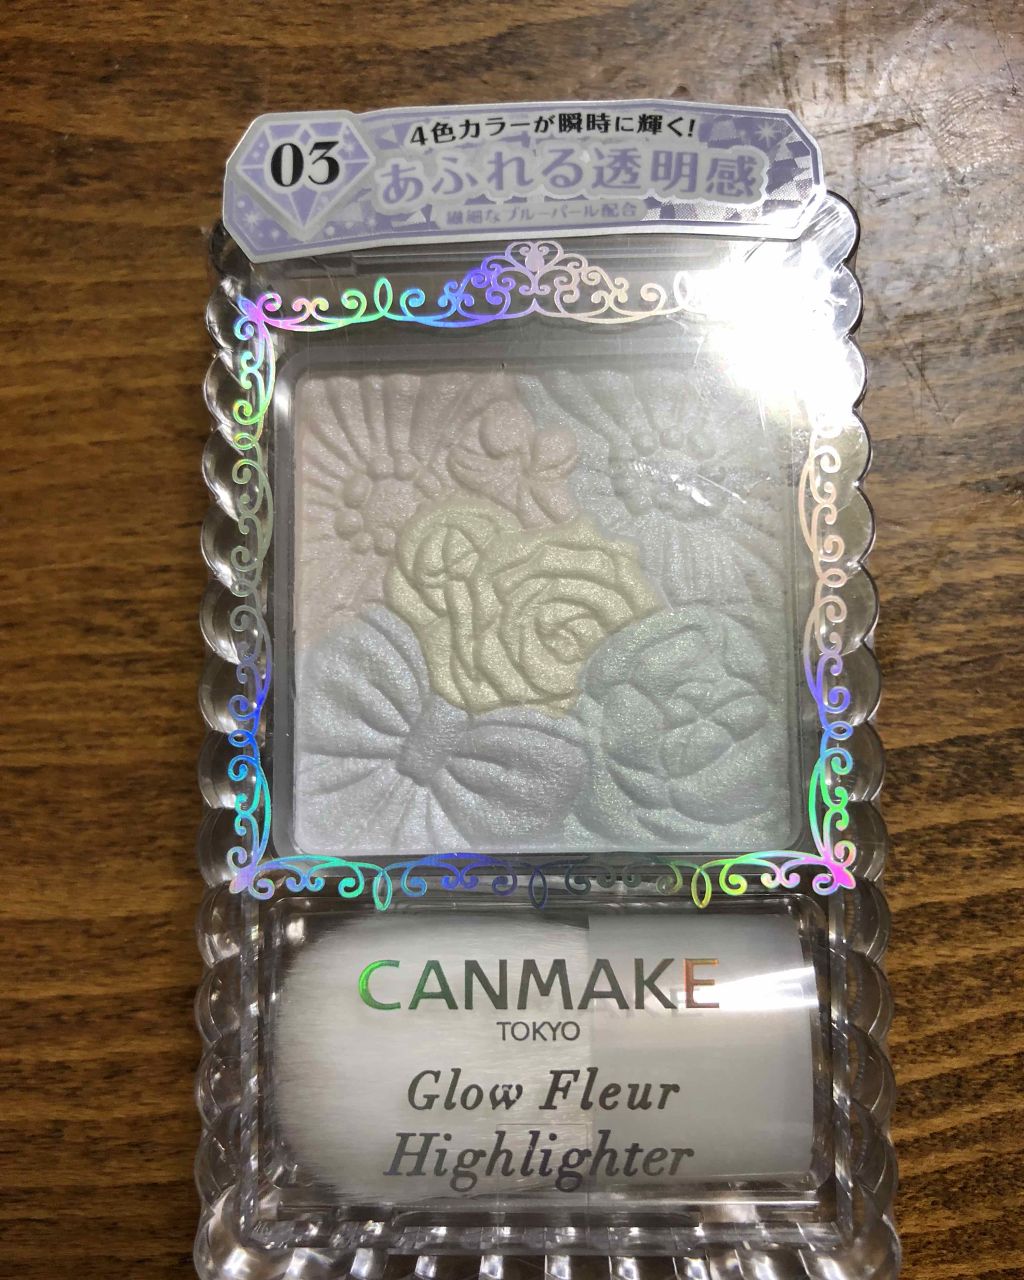 03
4色カラーが瞬時に輝く!
あふれる透明感
繊細なブルーパール配合
CANMAKE
TOKYO
Glow Fleur
Highlighter